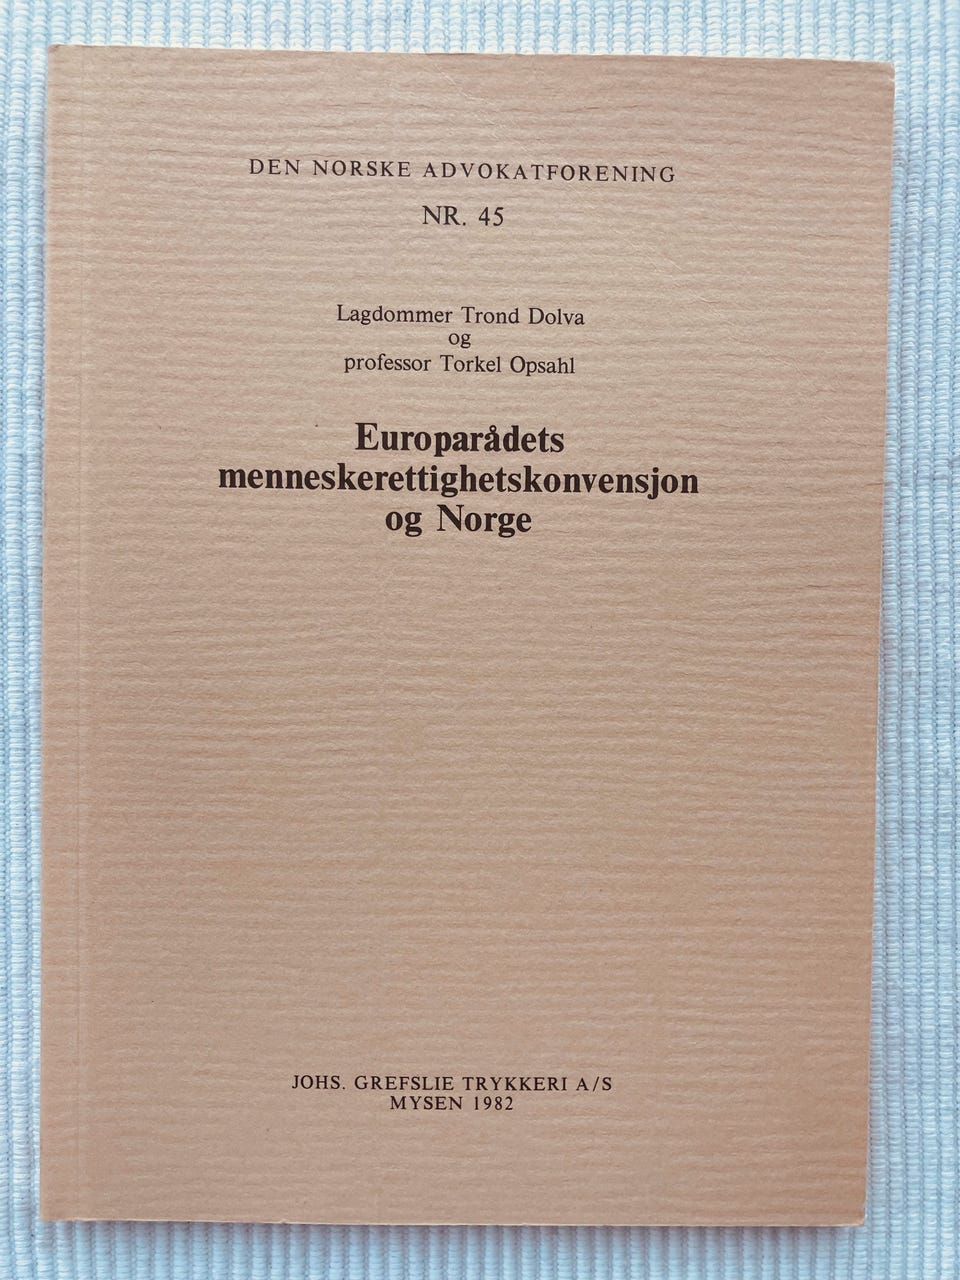 DEN NORSKE ADVOKATFORENING
NR. 45
Lagdommer Trond Dolva
og
professor Torkel Opsahl
Europarådets
menneskerettighetskonvensjon
og Norge
JOHS. GREFSLIE TRYKKERI A/S
MYSEN 1982